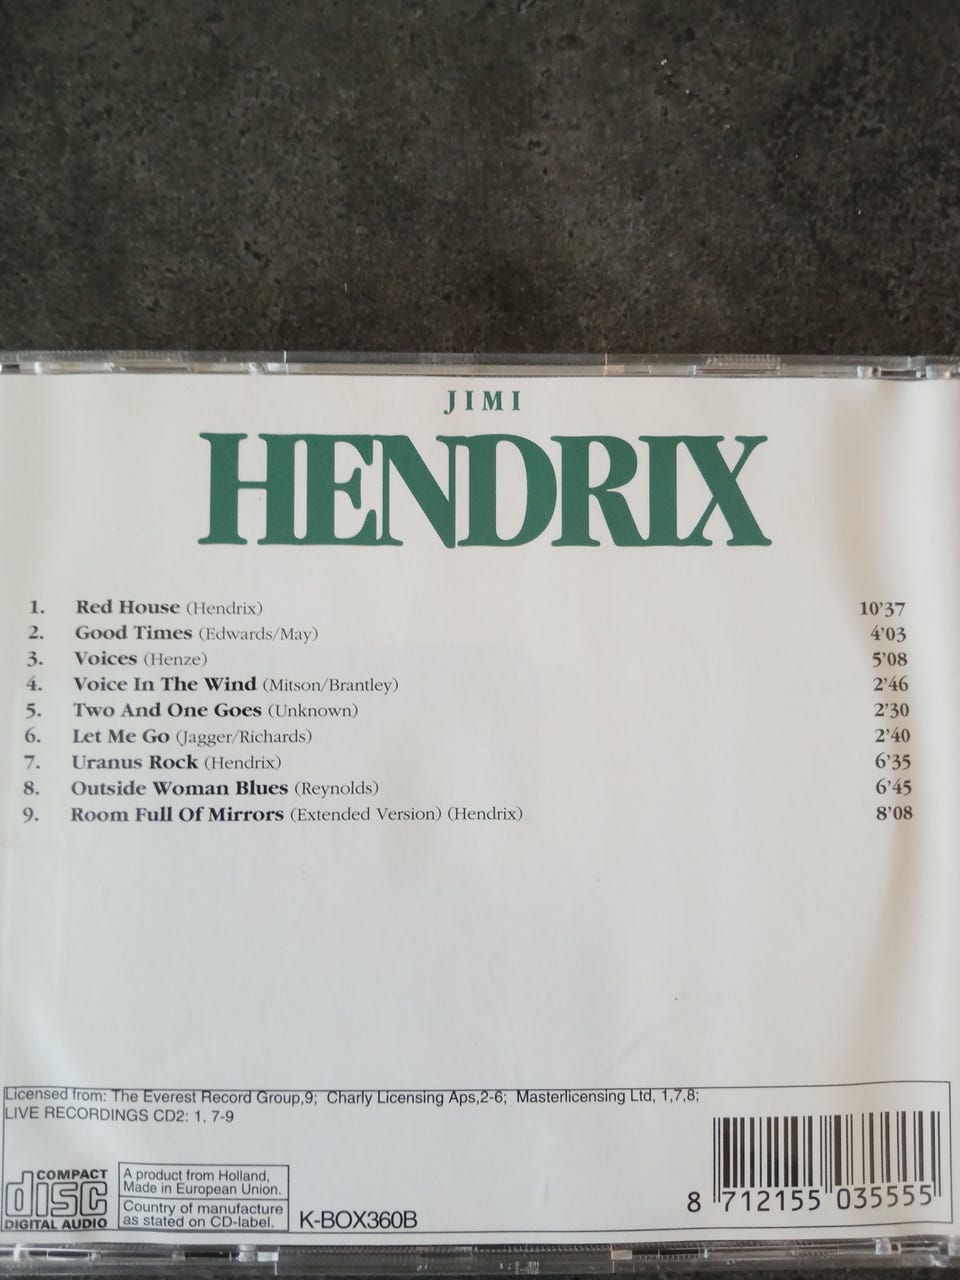 JIMI
HENDRIX
1. Red House (Hendrix) 10'37
2. Good Times (Edwards/May) 4'03
3. Voices (Henze) 5'08
4. Voice In The Wind (Mitson/Brantley) 2'46
5. Two And One Goes (Unknown) 2'30
6. Let Me Go (Jagger/Richards) 2'40
7. Uranus Rock (Hendrix) 6'35
8. Outside Woman Blues (Reynolds) 6'45
9. Room Full Of Mirrors (Extended Version) (Hendrix) 8'08
Licensed from: The Everest Record Group,9; Charly Licensing Aps,2-6; Masterlicensing Ltd, 1,7,8;
LIVE RECORDINGS CD2: 1, 7-9
COMPACT
disc
DIGITAL AUDIO
A product from Holland,
Made in European Union.
Country of manufacture
as stated on CD-label.
K-BOX360B
8 712155 035555